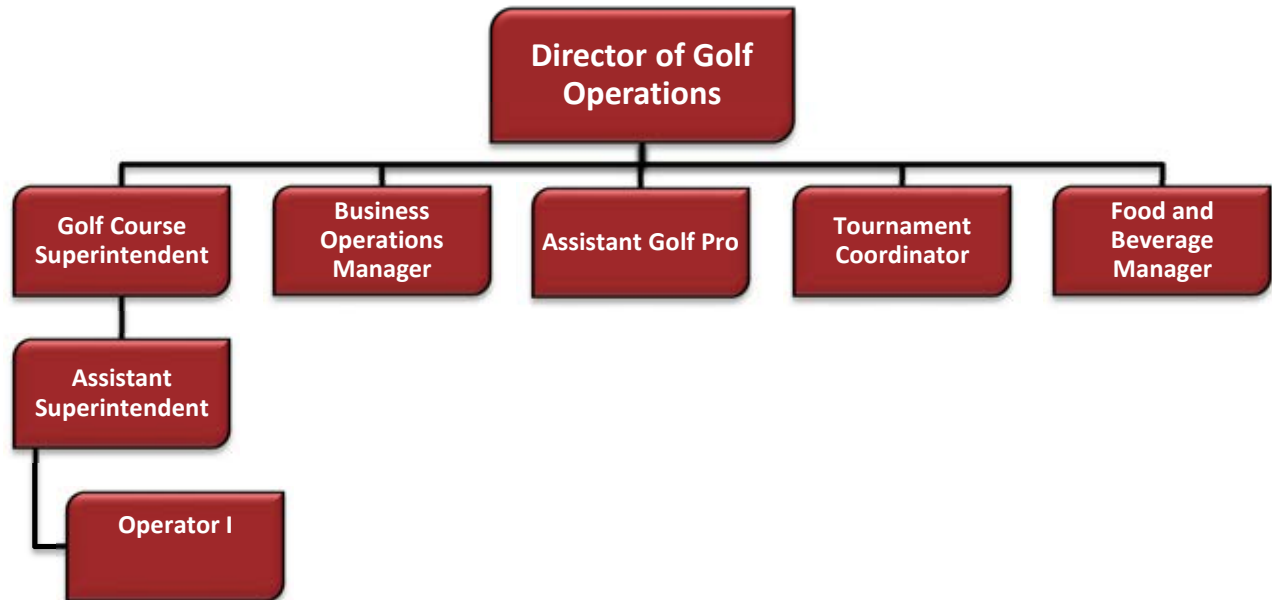 Director of Golf
Operations
Golf Course
Superintendent
Business
Operations
Manager
Assistant Golf Pro
Tournament
Coordinator
Food and
Beverage
Manager
Assistant
Superintendent
Operator I